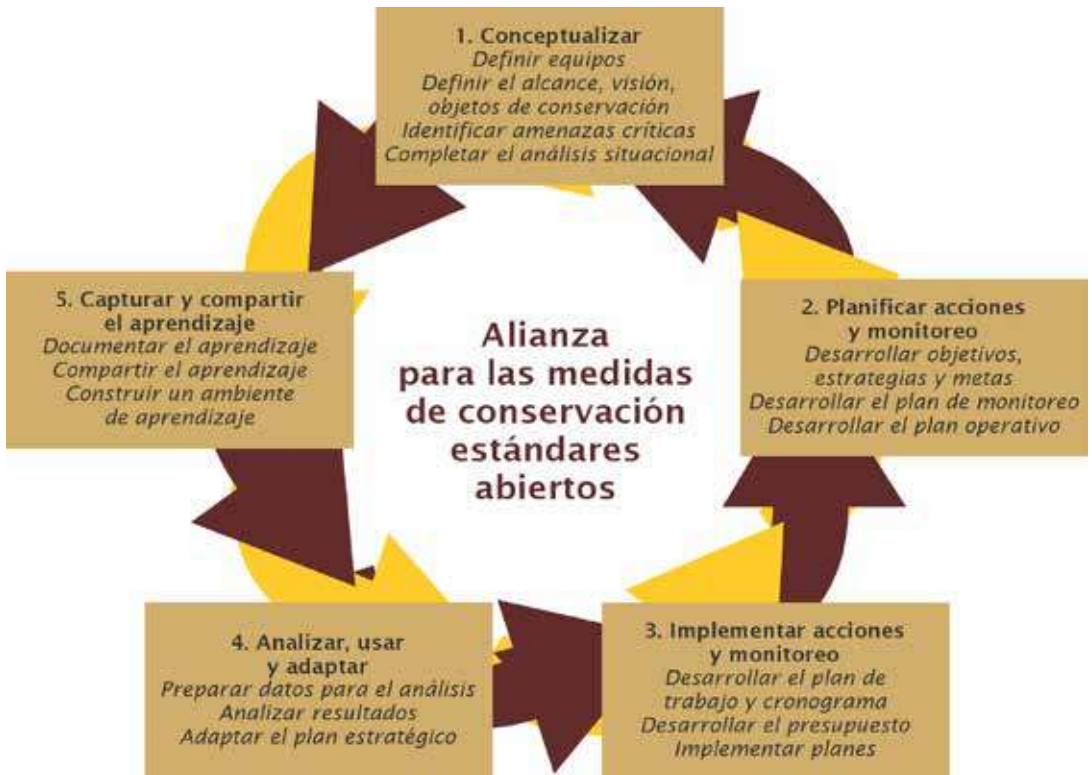 1. Conceptualizar
Definir equipos
Definir el alcance, visión,
objetos de conservación
Identificar amenazas críticas
Completar el análisis situacional
2. Planificar acciones
y monitoreo
Desarrollar objetivos,
estrategias y metas
Desarrollar el plan de monitoreo
Desarrollar el plan operativo
3. Implementar acciones
y monitoreo
Desarrollar el plan de
trabajo y cronograma
Desarrollar el presupuesto
Implementar planes
4. Analizar, usar
y adaptar
Preparar datos para el análisis
Analizar resultados
Adaptar el plan estratégico
5. Capturar y compartir
el aprendizaje
Documentar el aprendizaje
Compartir el aprendizaje
Construir un ambiente
de aprendizaje
Alianza
para las medidas
de conservación
estándares
abiertos